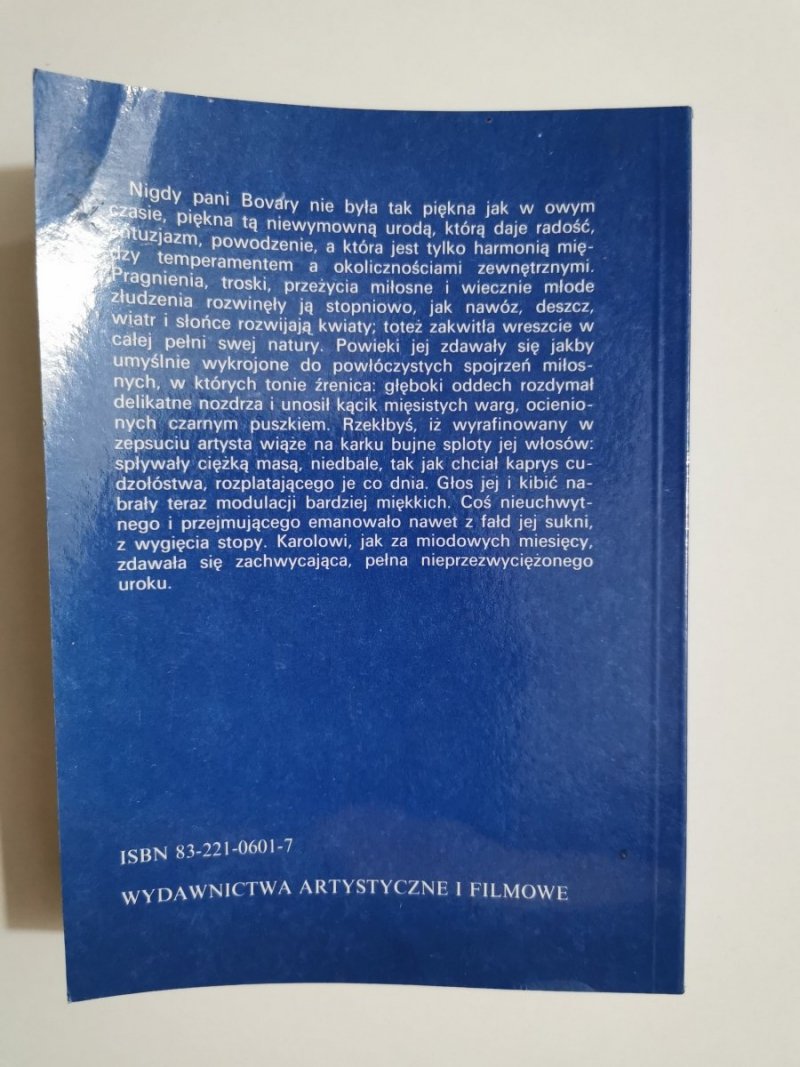 Nigdy pani Bovary nie była tak piękna jak w owym
czasie, piękna tą niewymowną urodą, którą daje radość,
entuzjazm, powodzenie, a która jest tylko harmonią mię-
dzy temperamentem a okolicznościami zewnętrznymi.
Pragnienia, troski, przeżycia miłosne i wiecznie młode
złudzenia rozwinęły ją stopniowo, jak nawóz, deszcz,
wiatr i słońce rozwijają kwiaty; toteż zakwitła wreszcie w
całej pełni swej natury. Powieki jej zdawały się jakby
umyślnie wykrojone do powłóczystych spojrzeń miłos-
nych, w których tonie źrenica: głęboki oddech rozdymał
delikatne nozdrza i unosił kącik mięsistych warg, ocienio-
nych czarnym puszkiem. Rzekłbyś, iż wyrafinowany w
zepsuciu artysta wiąże na karku bujne sploty jej włosów:
spływały ciężką masą, niedbale, tak jak chciał kaprys cu-
dzołóstwa, rozplatającego je co dnia. Głos jej i kibić na-
brały teraz modulacji bardziej miękkich. Coś nieuchwyt-
nego i przejmującego emanowało nawet z fałd jej sukni,
z wygięcia stopy. Karolowi, jak za miodowych miesięcy,
zdawała się zachwycająca, pełna nieprzezwyciężonego
uroku.
ISBN 83-221-0601-7
WYDAWNICTWA ARTYSTYCZNE I FILMOWE